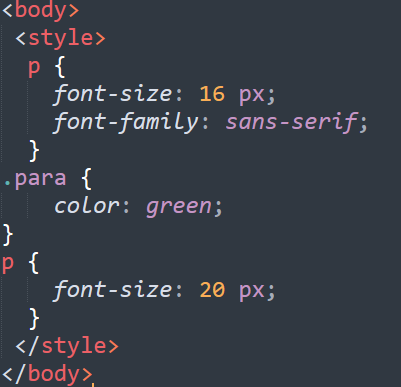 <body>
<style>
p {
font-size: 16 px;
font-family: sans-serif;
}
.para {
color: green;
}
p {
font-size: 20 px;
}
</style>
</body>